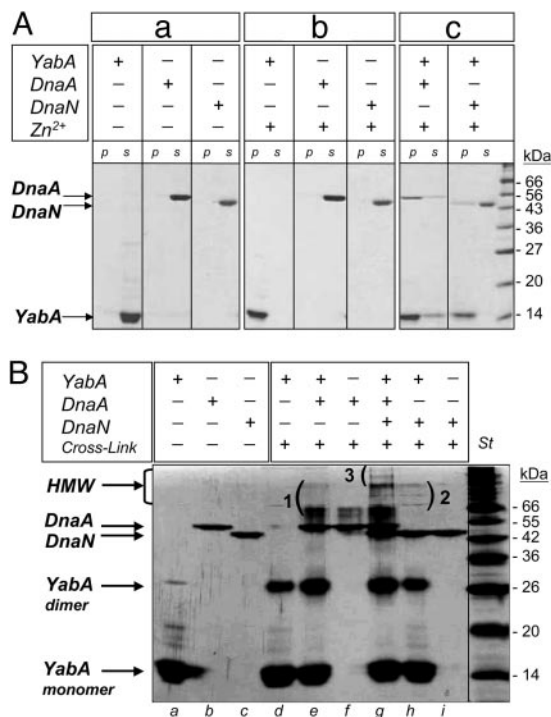 A
a b c
YabA + – – + – – + +
DnaA – + – – + – + –
DnaN – – + – – + – +
Zn2+ – – – + + + + +
p s p s p s p s p s p s p s p s kDa
DnaA
DnaN
YabA
- 66
- 56
- 43
- 36
- 27
- 20
- 14
B
YabA + – – + + – + + –
DnaA – + – – + + + – –
DnaN – – + – – – + + +
Cross-Link – – – + + + + + + St
kDa
HMW
1 3 2
DnaA
DnaN
YabA
dimer
YabA
monomer
- 66
- 55
- 42
- 36
- 26
- 20
- 14
a b c d e f g h i